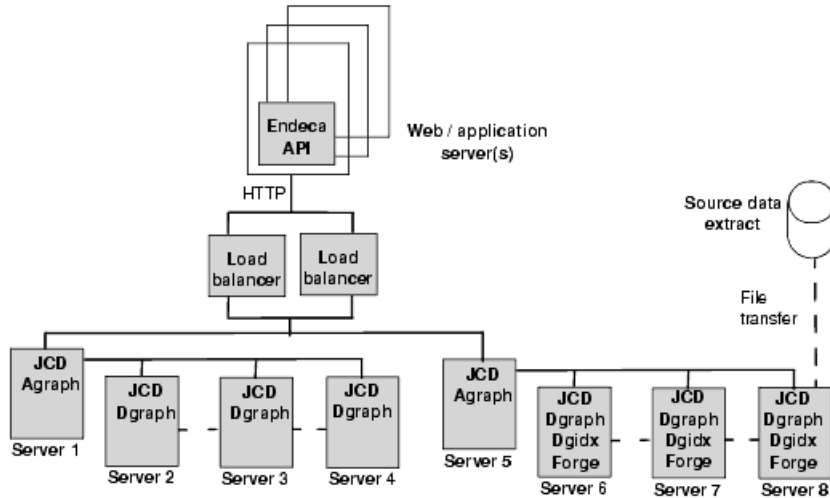 Endeca
API
Web / application
server(s)
HTTP
Source data
extract
Load
balancer
Load
balancer
File
transfer
JCD
Agraph
Server 1
JCD
Dgraph
Server 2
JCD
Dgraph
Server 3
JCD
Dgraph
Server 4
JCD
Agraph
Server 5
JCD
Dgraph
Dgidx
Forge
Server 6
JCD
Dgraph
Dgidx
Forge
Server 7
JCD
Dgraph
Dgidx
Forge
Server 8